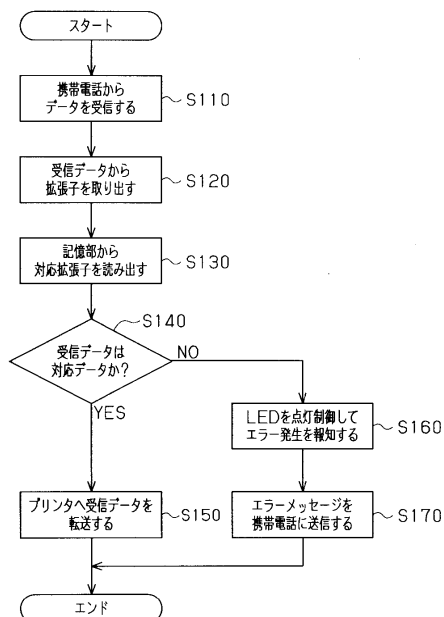 スタート
携帯電話から
データを受信する
S110
受信データから
拡張子を取り出す
S120
記憶部から
対応拡張子を読み出す
S130
S140
受信データは
対応データか?
NO
YES
LEDを点灯制御して
エラー発生を報知する
S160
プリンタへ受信データを
転送する
S150
エラーメッセージを
携帯電話に送信する
S170
エンド